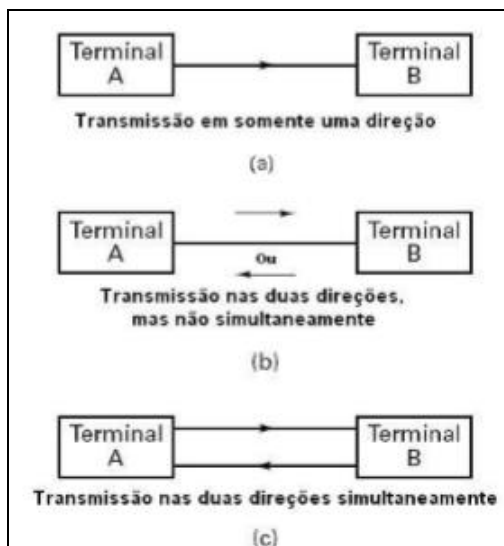 Terminal A
Terminal B
Transmissão em somente uma direção
(a)
Terminal A
Terminal B
Ou
Transmissão nas duas direções,
mas não simultaneamente
(b)
Terminal A
Terminal B
Transmissão nas duas direções simultaneamente
(c)